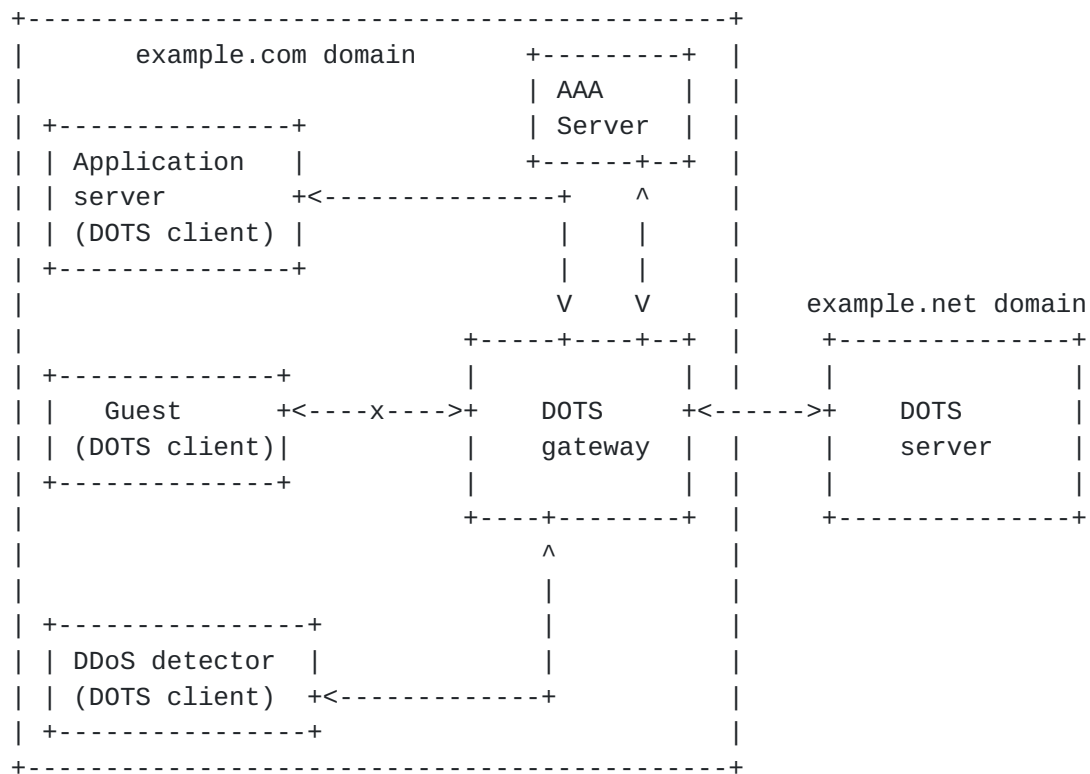 example.com domain
AAA
Server
Application
server
(DOTS client)
example.net domain
Guest
(DOTS client)
x
DOTS
gateway
DOTS
server
DDoS detector
(DOTS client)